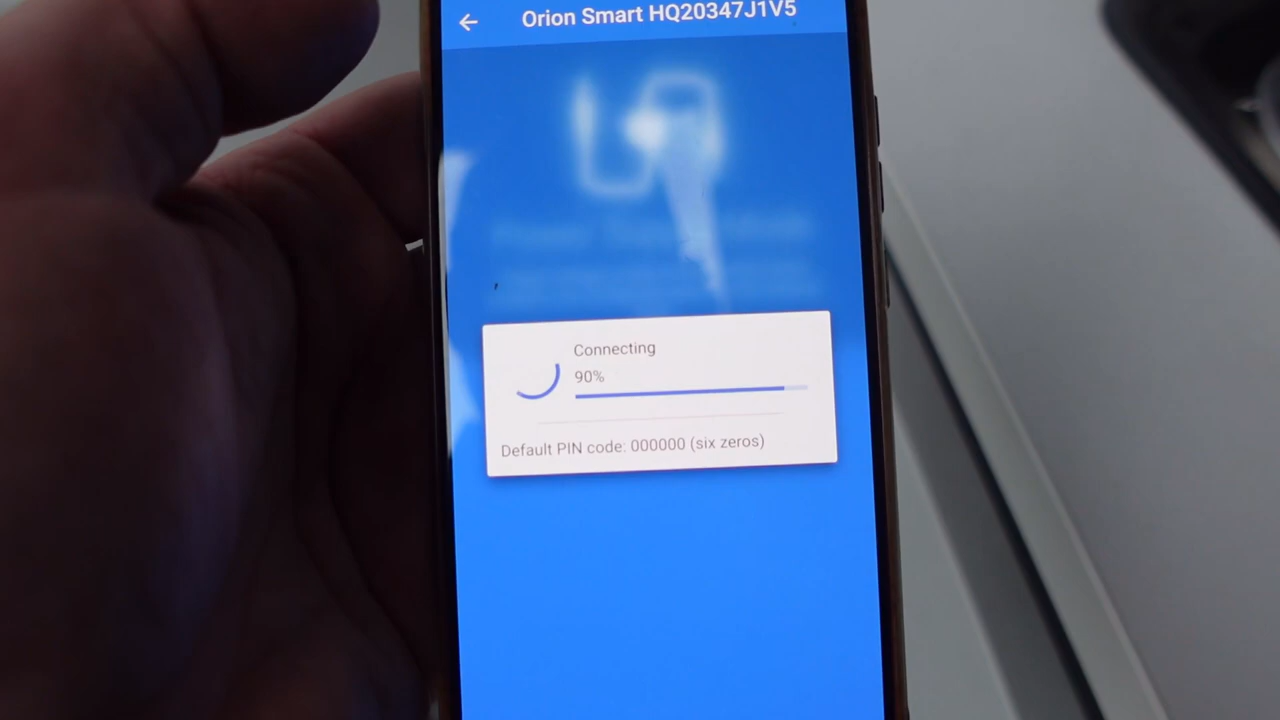 Orion Smart HQ20347J1V5
Connecting
90%
Default PIN code: 000000 (six zeros)